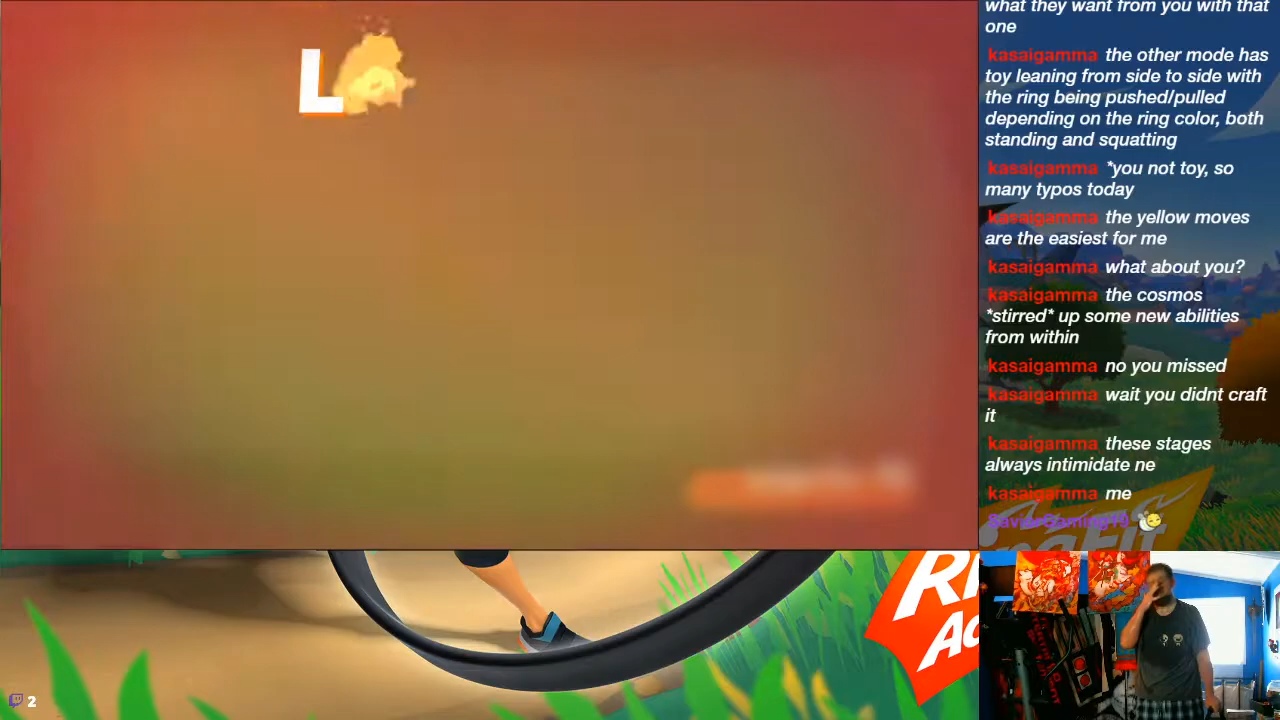 L
what they want from you with that
one
kasaigamma the other mode has
toy leaning from side to side with
the ring being pushed/pulled
depending on the ring color, both
standing and squatting
kasaigamma *you not toy, so
many typos today
kasaigamma the yellow moves
are the easiest for me
kasaigamma what about you?
kasaigamma the cosmos
*stirred* up some new abilities
from within
kasaigamma no you missed
kasaigamma wait you didnt craft
it
kasaigamma these stages
always intimidate ne
kasaigamma me
SaviorGaming19
2